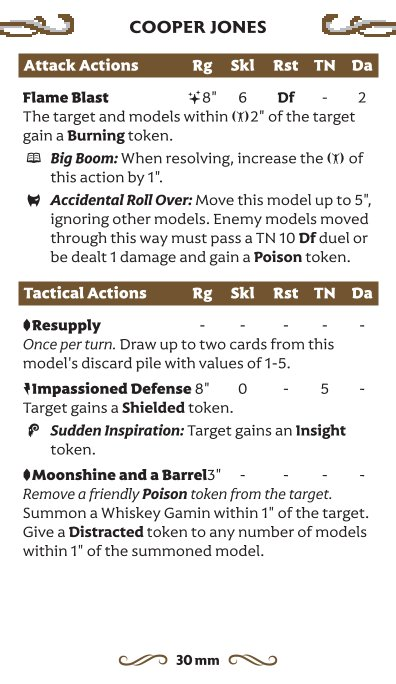 COOPER JONES
Attack Actions Rg Skl Rst TN Da
Flame Blast 8" 6 Df - 2
The target and models within 2" of the target
gain a Burning token.
Big Boom: When resolving, increase the of
this action by 1".
Accidental Roll Over: Move this model up to 5",
ignoring other models. Enemy models moved
through this way must pass a TN 10 Df duel or
be dealt 1 damage and gain a Poison token.
Tactical Actions Rg Skl Rst TN Da
Resupply - - - - -
Once per turn. Draw up to two cards from this
model's discard pile with values of 1-5.
Impassioned Defense 8" 0 - 5 -
Target gains a Shielded token.
Sudden Inspiration: Target gains an Insight
token.
Moonshine and a Barrel3" - - - -
Remove a friendly Poison token from the target.
Summon a Whiskey Gamin within 1" of the target.
Give a Distracted token to any number of models
within 1" of the summoned model.
30 mm